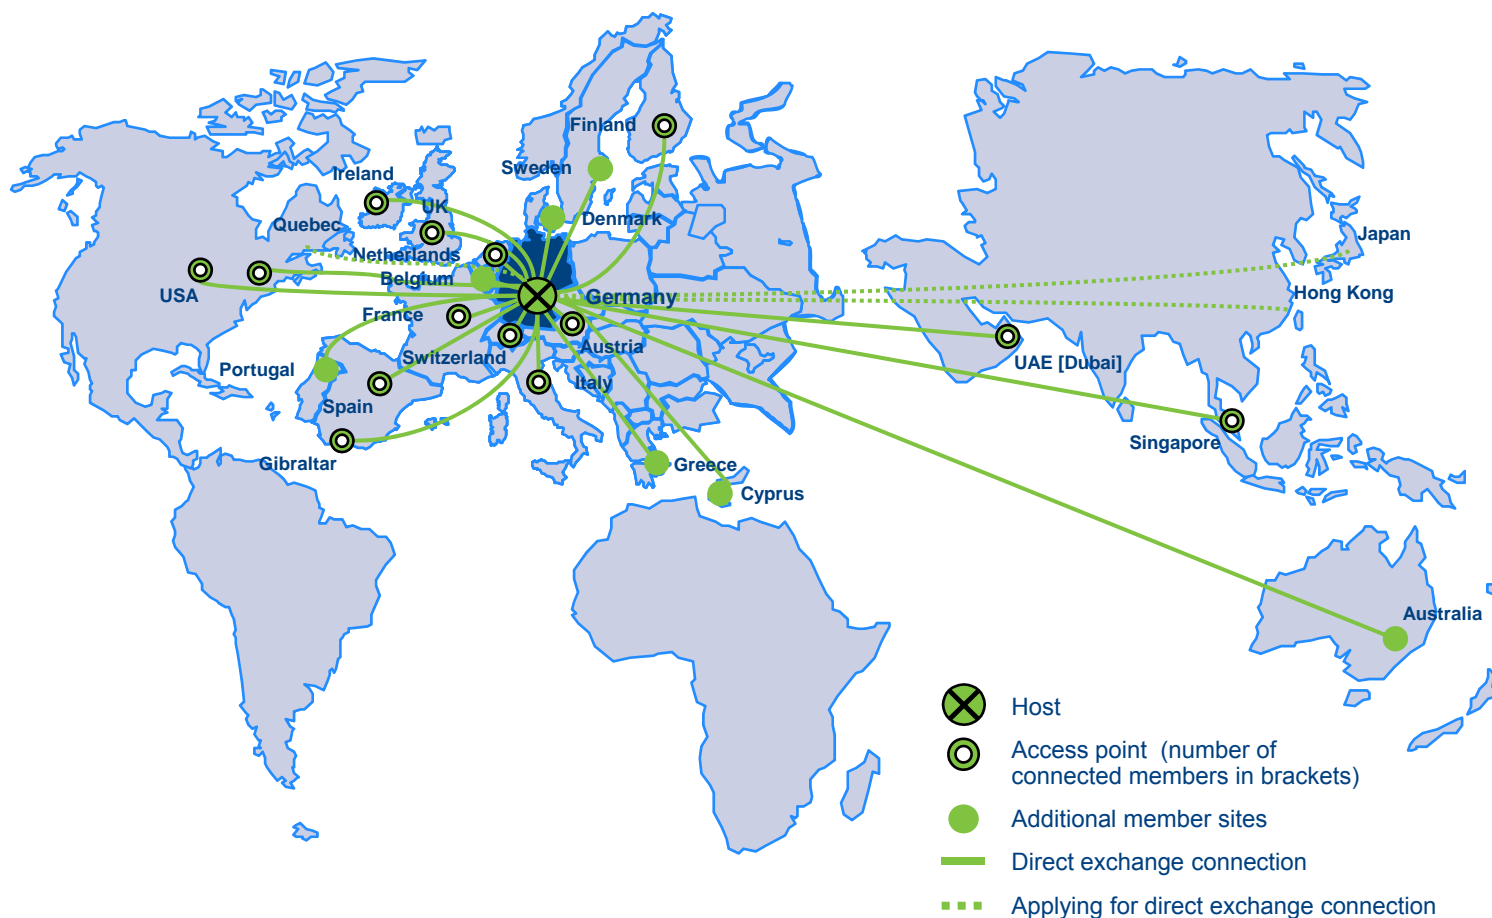 Finland
Sweden
Ireland
UK
Denmark
Quebec
Japan
Netherlands
Belgium
USA
Germany
Hong Kong
France
Austria
Switzerland
UAE [Dubai]
Portugal
Italy
Spain
Singapore
Gibraltar
Greece
Cyprus
Australia
Host
Access point (number of
connected members in brackets)
Additional member sites
Direct exchange connection
Applying for direct exchange connection